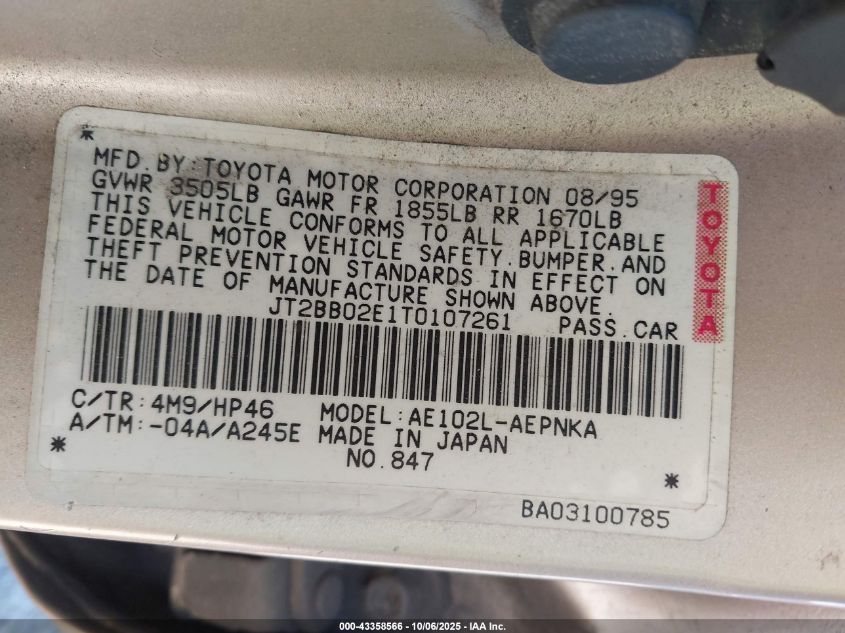 *
MFD.BY:TOYOTA MOTOR CORPORATION 08/95
GVWR 3505LB GAWR FR 1855LB RR 1670LB
THIS VEHICLE CONFORMS TO ALL APPLICABLE
FEDERAL MOTOR VEHICLE SAFETY.BUMPER.AND
THEFT PREVENTION STANDARDS IN EFFECT ON
THE DATE OF MANUFACTURE SHOWN ABOVE.
JT2BB02E1T0107261 PASS.CAR
TOYOTA
C/TR:4M9/HP46 MODEL:AE102L-AEPNKA
A/TM:-04A/A245E MADE IN JAPAN
* NO.847 *
BA03100785
000-43358566 - 10/06/2025 - IAA Inc.